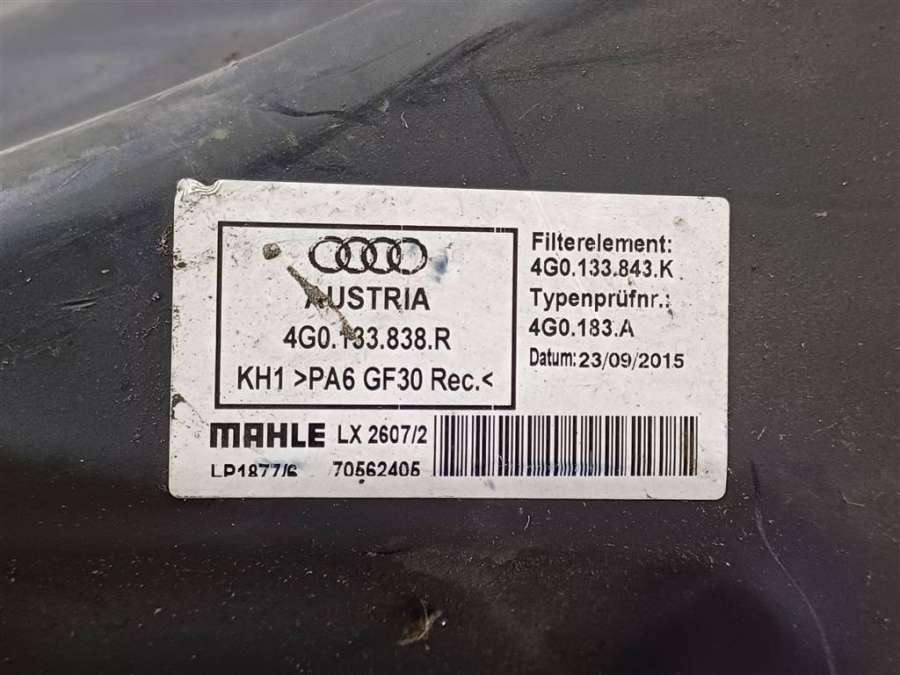 AUSTRIA
4G0.133.838.R
KH1 >PA6 GF30 Rec.<
Filterelement:
4G0.133.843.K
Typenprüfnr.:
4G0.183.A
Datum: 23/09/2015
MAHLE LX 2607/2
LP1877/6 70562405